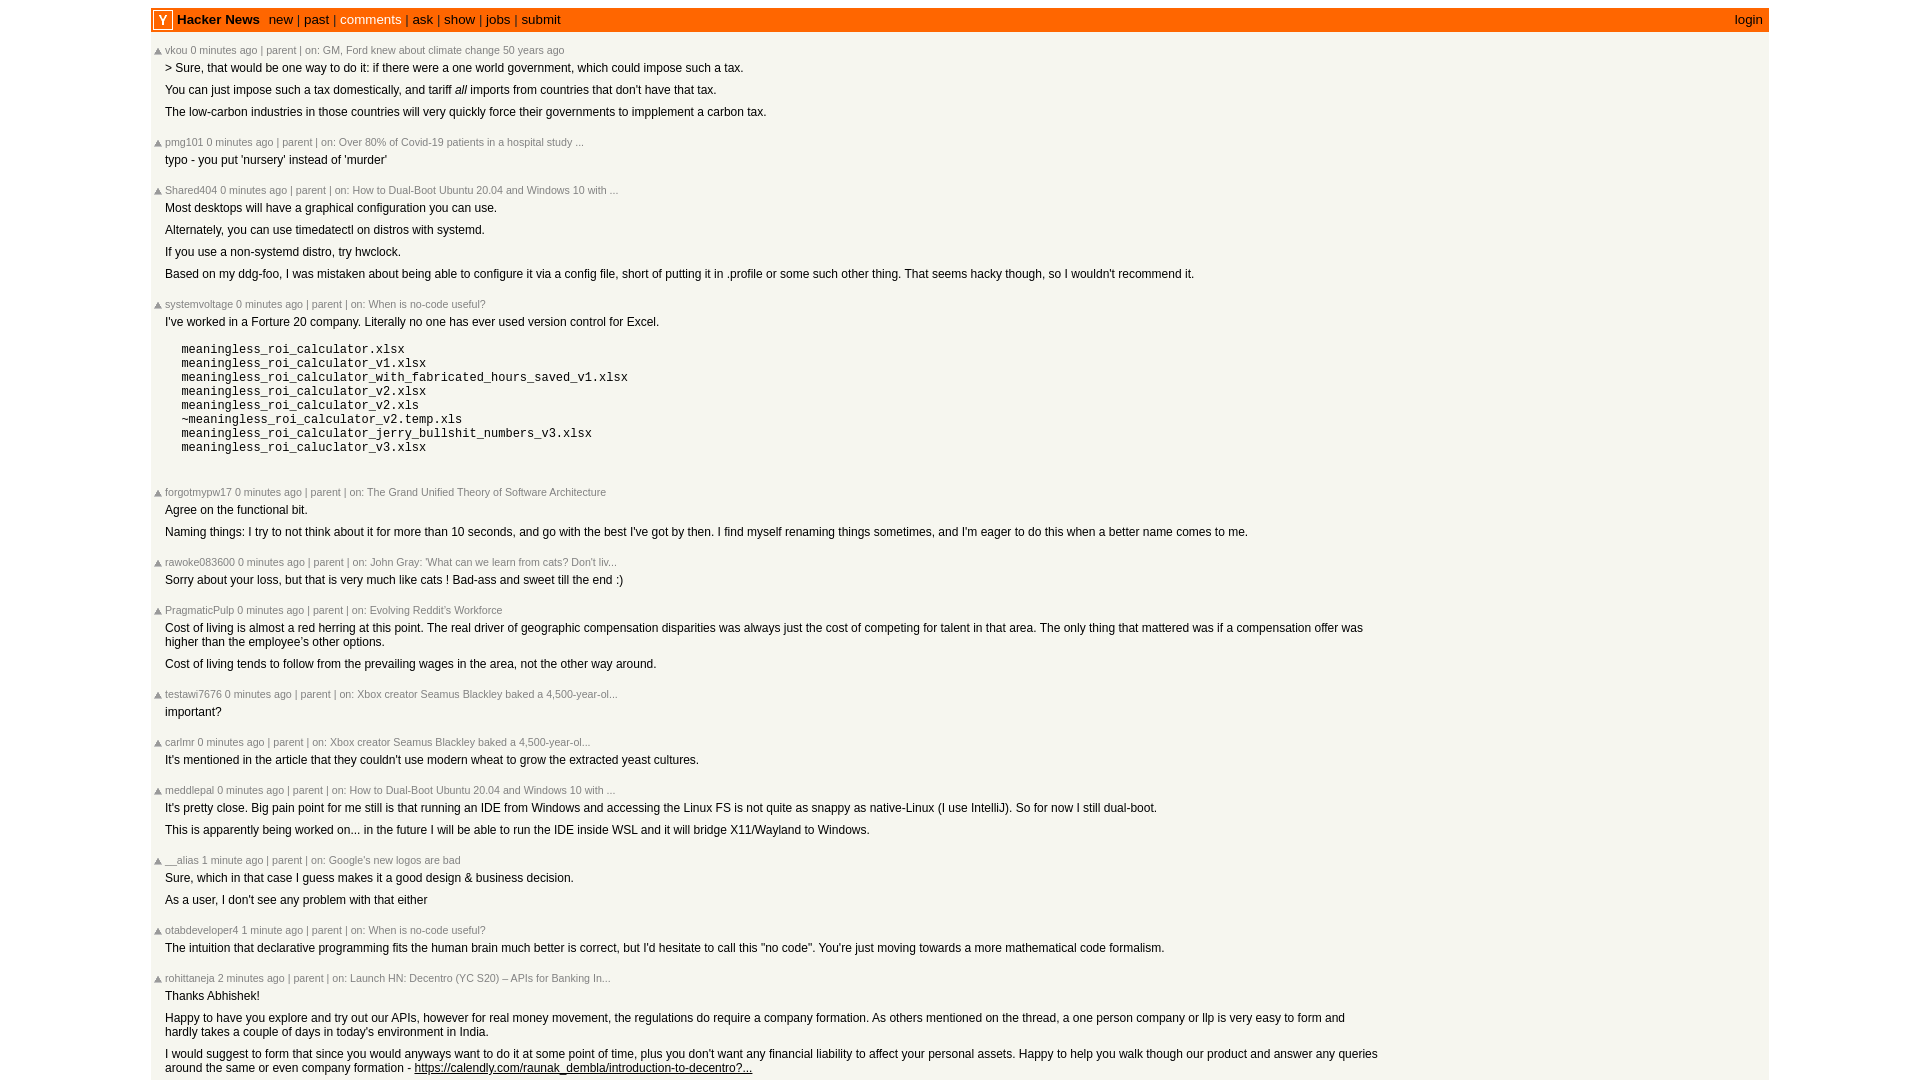 Y Hacker News new | past | comments | ask | show | jobs | submit login
vkou 0 minutes ago | parent | on: GM, Ford knew about climate change 50 years ago
> Sure, that would be one way to do it: if there were a one world government, which could impose such a tax.
You can just impose such a tax domestically, and tariff all imports from countries that don't have that tax.
The low-carbon industries in those countries will very quickly force their governments to impplement a carbon tax.
pmg101 0 minutes ago | parent | on: Over 80% of Covid-19 patients in a hospital study ...
typo - you put 'nursery' instead of 'murder'
Shared404 0 minutes ago | parent | on: How to Dual-Boot Ubuntu 20.04 and Windows 10 with ...
Most desktops will have a graphical configuration you can use.
Alternately, you can use timedatectl on distros with systemd.
If you use a non-systemd distro, try hwclock.
Based on my ddg-foo, I was mistaken about being able to configure it via a config file, short of putting it in .profile or some such other thing. That seems hacky though, so I wouldn't recommend it.
systemvoltage 0 minutes ago | parent | on: When is no-code useful?
I've worked in a Forture 20 company. Literally no one has ever used version control for Excel.
meaningless_roi_calculator.xlsx
meaningless_roi_calculator_v1.xlsx
meaningless_roi_calculator_with_fabricated_hours_saved_v1.xlsx
meaningless_roi_calculator_v2.xlsx
meaningless_roi_calculator_v2.xls
~meaningless_roi_calculator_v2.temp.xls
meaningless_roi_calculator_jerry_bullshit_numbers_v3.xlsx
meaningless_roi_caluclator_v3.xlsx
forgotmypw17 0 minutes ago | parent | on: The Grand Unified Theory of Software Architecture
Agree on the functional bit.
Naming things: I try to not think about it for more than 10 seconds, and go with the best I've got by then. I find myself renaming things sometimes, and I'm eager to do this when a better name comes to me.
rawoke083600 0 minutes ago | parent | on: John Gray: 'What can we learn from cats? Don't liv...
Sorry about your loss, but that is very much like cats ! Bad-ass and sweet till the end :)
PragmaticPulp 0 minutes ago | parent | on: Evolving Reddit's Workforce
Cost of living is almost a red herring at this point. The real driver of geographic compensation disparities was always just the cost of competing for talent in that area. The only thing that mattered was if a compensation offer was
higher than the employee's other options.
Cost of living tends to follow from the prevailing wages in the area, not the other way around.
testawi7676 0 minutes ago | parent | on: Xbox creator Seamus Blackley baked a 4,500-year-ol...
important?
carlmr 0 minutes ago | parent | on: Xbox creator Seamus Blackley baked a 4,500-year-ol...
It's mentioned in the article that they couldn't use modern wheat to grow the extracted yeast cultures.
meddlepal 0 minutes ago | parent | on: How to Dual-Boot Ubuntu 20.04 and Windows 10 with ...
It's pretty close. Big pain point for me still is that running an IDE from Windows and accessing the Linux FS is not quite as snappy as native-Linux (I use IntelliJ). So for now I still dual-boot.
This is apparently being worked on... in the future I will be able to run the IDE inside WSL and it will bridge X11/Wayland to Windows.
__alias 1 minute ago | parent | on: Google's new logos are bad
Sure, which in that case I guess makes it a good design & business decision.
As a user, I don't see any problem with that either
otabdeveloper4 1 minute ago | parent | on: When is no-code useful?
The intuition that declarative programming fits the human brain much better is correct, but I'd hesitate to call this "no code". You're just moving towards a more mathematical code formalism.
rohittaneja 2 minutes ago | parent | on: Launch HN: Decentro (YC S20) – APIs for Banking In...
Thanks Abhishek!
Happy to have you explore and try out our APIs, however for real money movement, the regulations do require a company formation. As others mentioned on the thread, a one person company or llp is very easy to form and
hardly takes a couple of days in today's environment in India.
I would suggest to form that since you would anyways want to do it at some point of time, plus you don't want any financial liability to affect your personal assets. Happy to help you walk though our product and answer any queries
around the same or even company formation - https://calendly.com/raunak_dembla/introduction-to-decentro?...